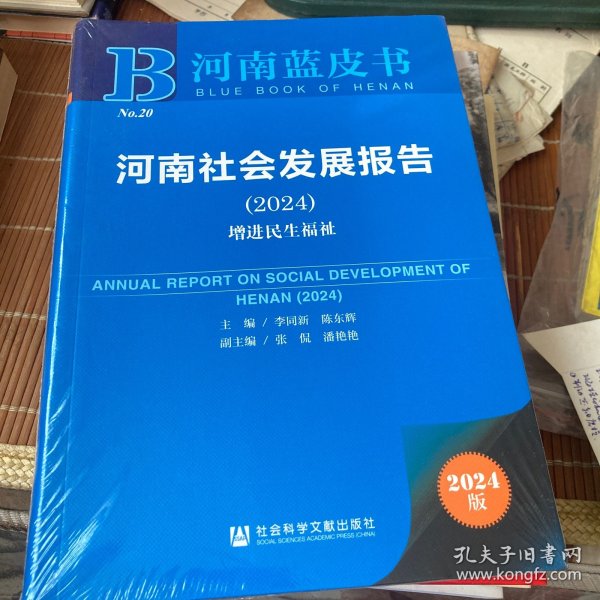 B 河南蓝皮书
BLUE BOOK OF HENAN
No.20
河南社会发展报告
(2024)
增进民生福祉
ANNUAL REPORT ON SOCIAL DEVELOPMENT OF
HENAN (2024)
主 编 / 李同新 陈东辉
副主编 / 张 侃 潘艳艳
2024
版
社会科学文献出版社
SOCIAL SCIENCES ACADEMIC PRESS (CHINA)
孔夫子旧书网
www.kongfz.com